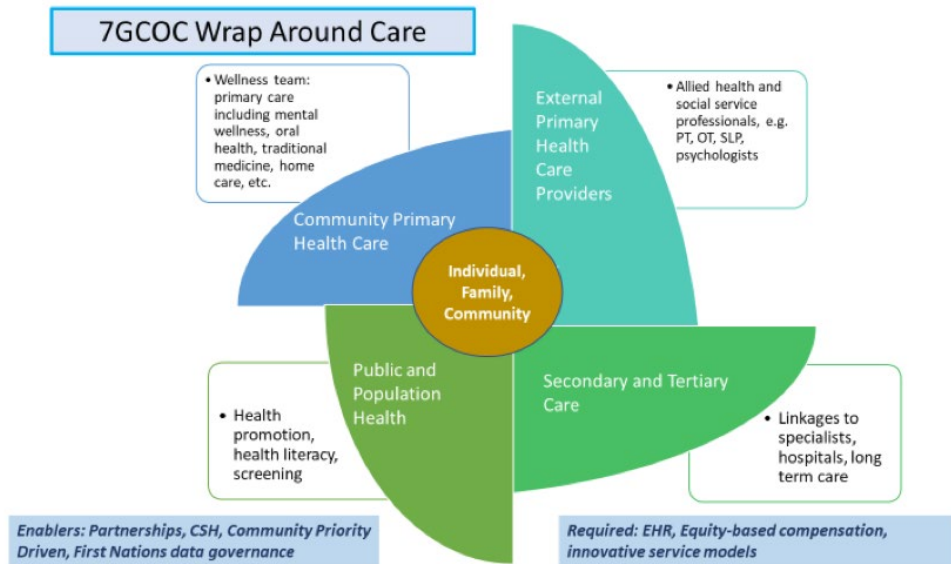 7GCOC Wrap Around Care
• Wellness team:
primary care
including mental
wellness, oral
health, traditional
medicine, home
care, etc.
External
Primary
Health
Care
Providers
• Allied health and
social service
professionals, e.g.
PT, OT, SLP,
psychologists
Community Primary
Health Care
Individual,
Family,
Community
Public and
Population
Health
Secondary and Tertiary
Care
• Health
promotion,
health literacy,
screening
• Linkages to
specialists,
hospitals, long
term care
Enablers: Partnerships, CSH, Community Priority
Driven, First Nations data governance
Required: EHR, Equity-based compensation,
innovative service models